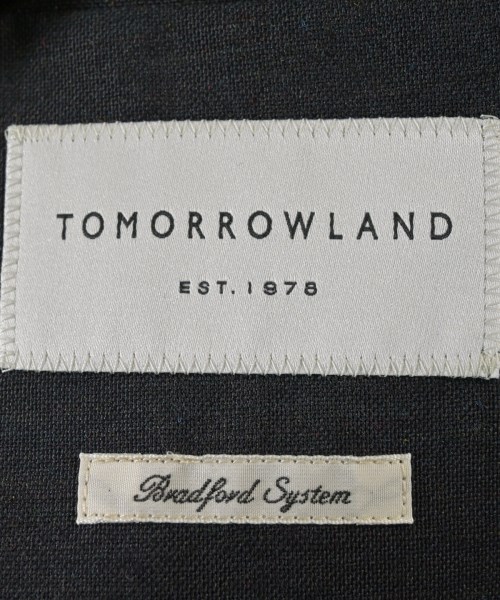 TOMORROWLAND
EST. 1978
Bradford System